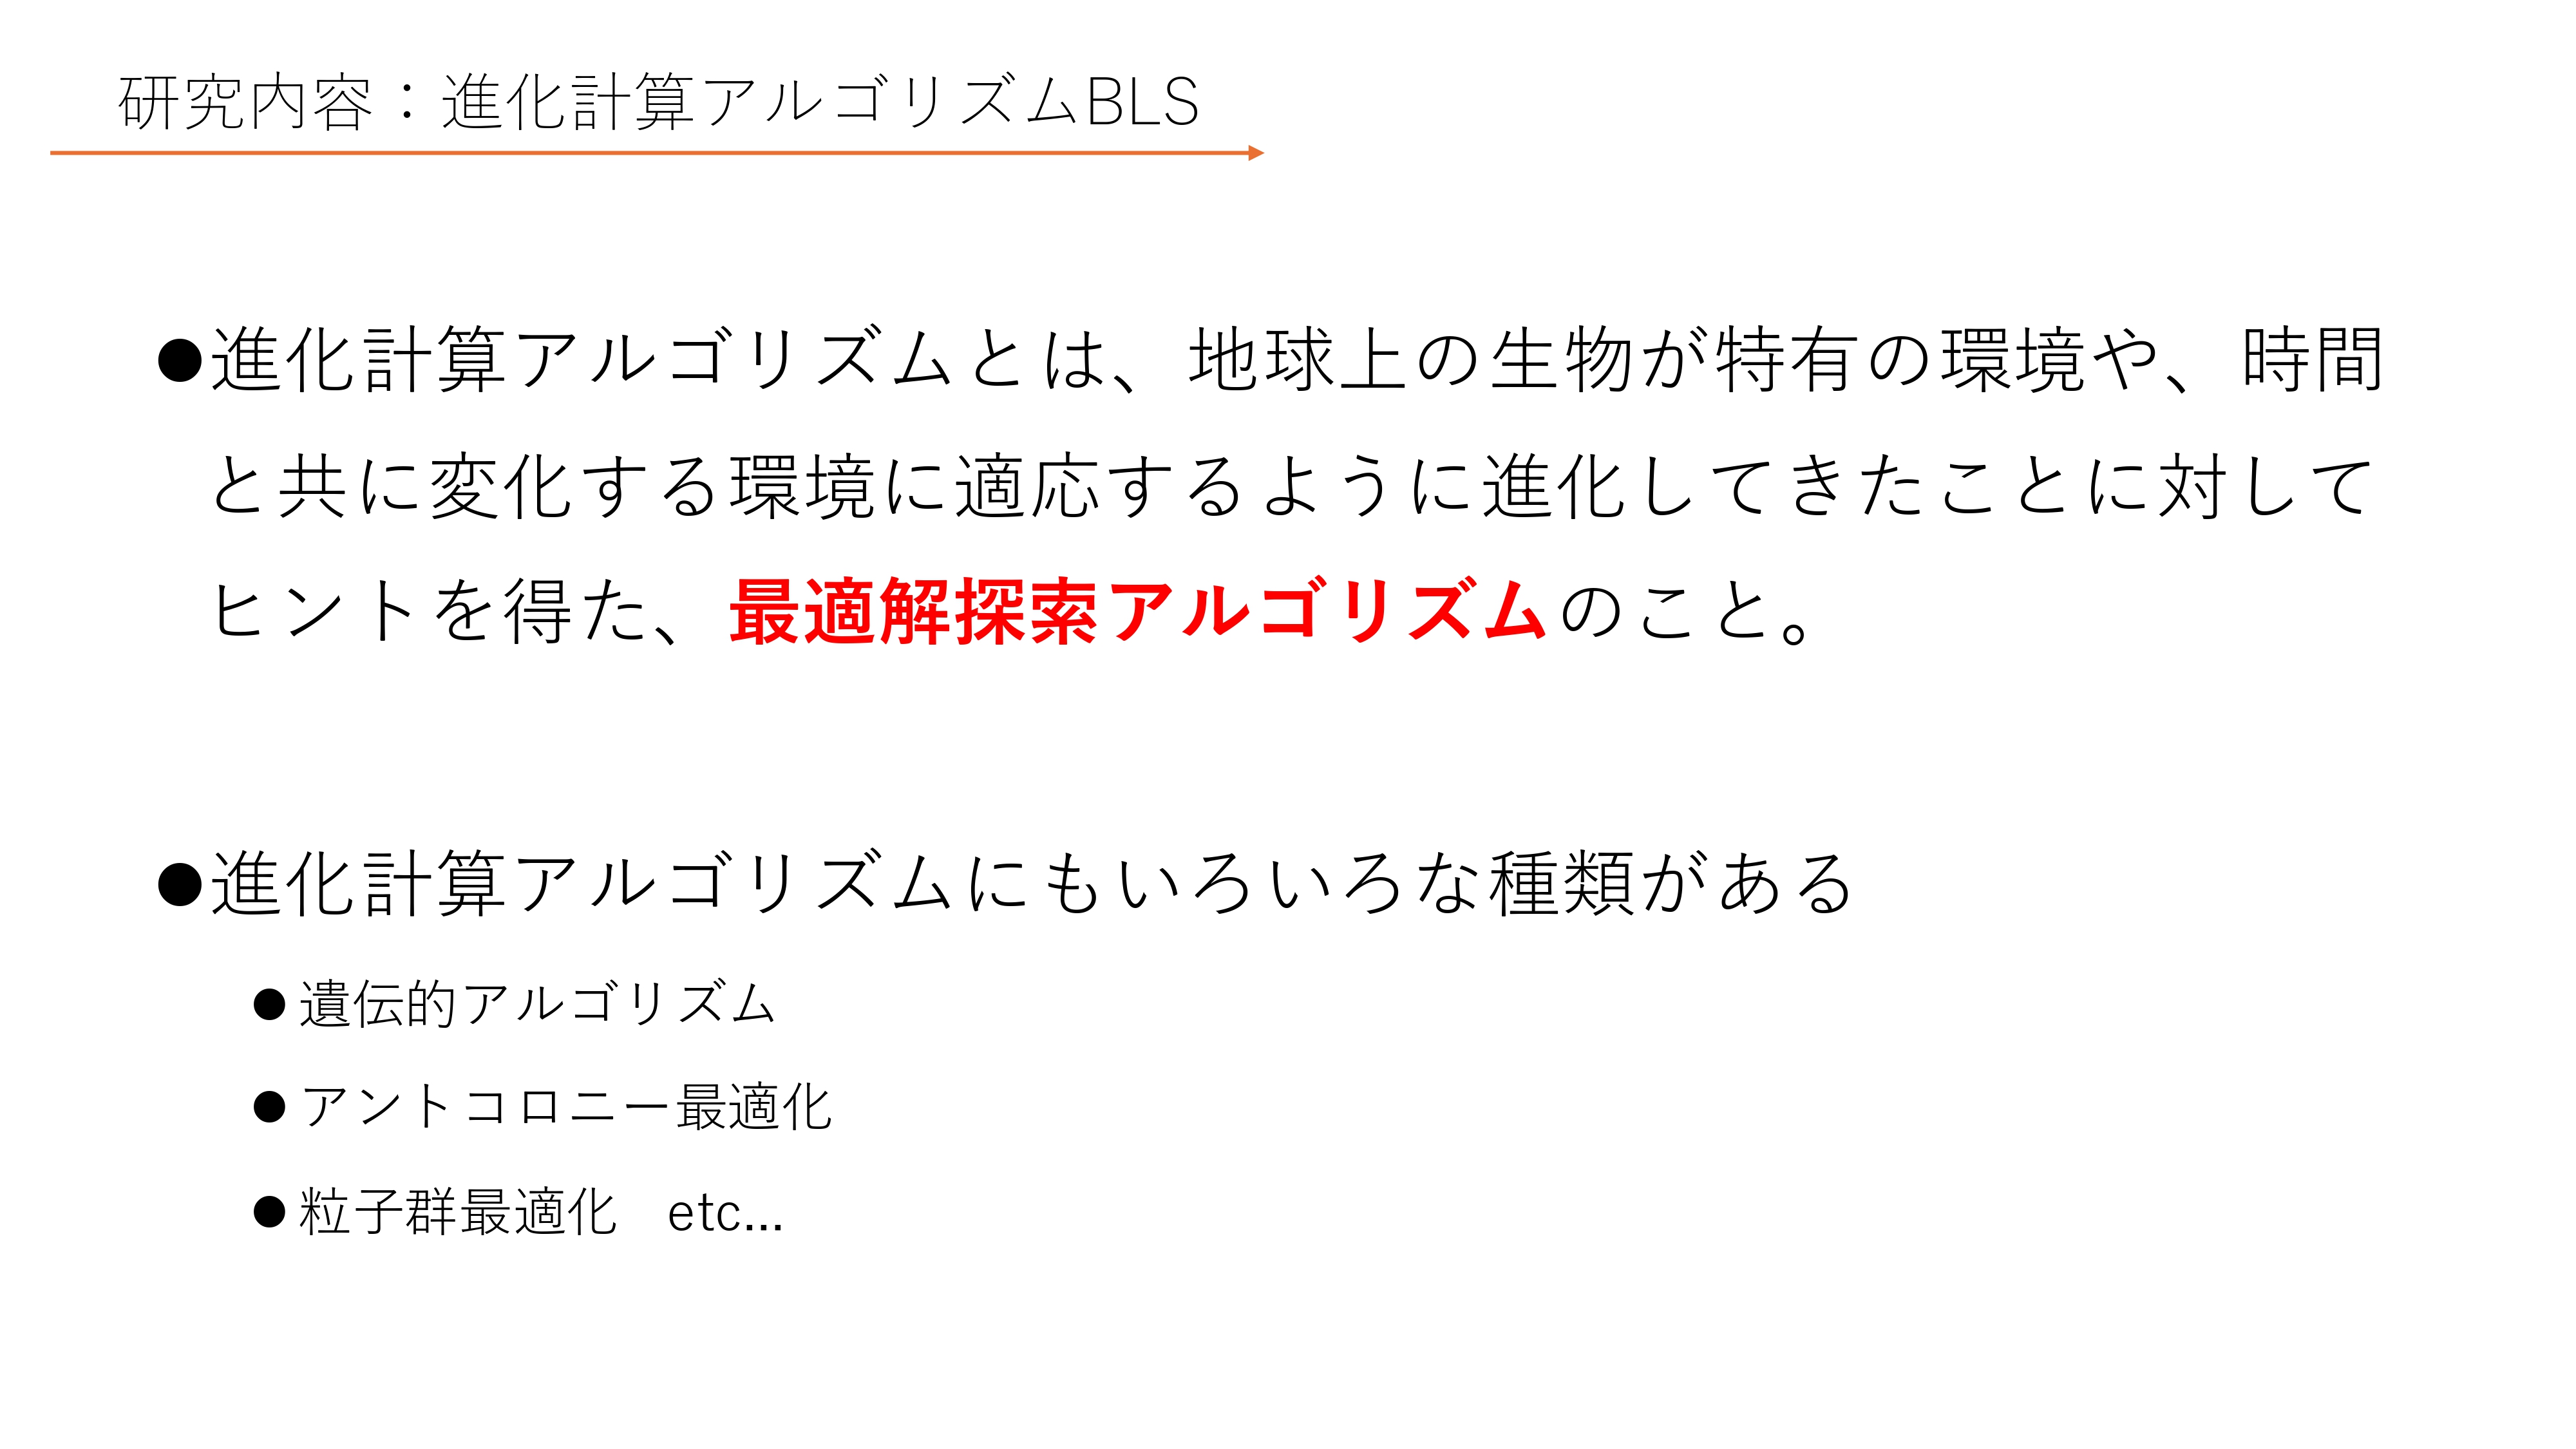 研究内容：進化計算アルゴリズムBLS
●進化計算アルゴリズムとは、地球上の生物が特有の環境や、時間
と共に変化する環境に適応するように進化してきたことに対して
ヒントを得た、最適解探索アルゴリズムのこと。
●進化計算アルゴリズムにもいろいろな種類がある
●遺伝的アルゴリズム
●アントコロニー最適化
●粒子群最適化　etc…